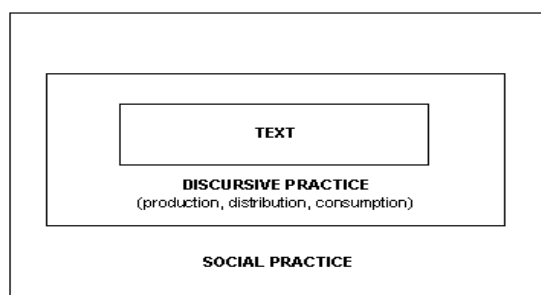 TEXT
DISCURSIVE PRACTICE
(production, distribution, consumption)
SOCIAL PRACTICE